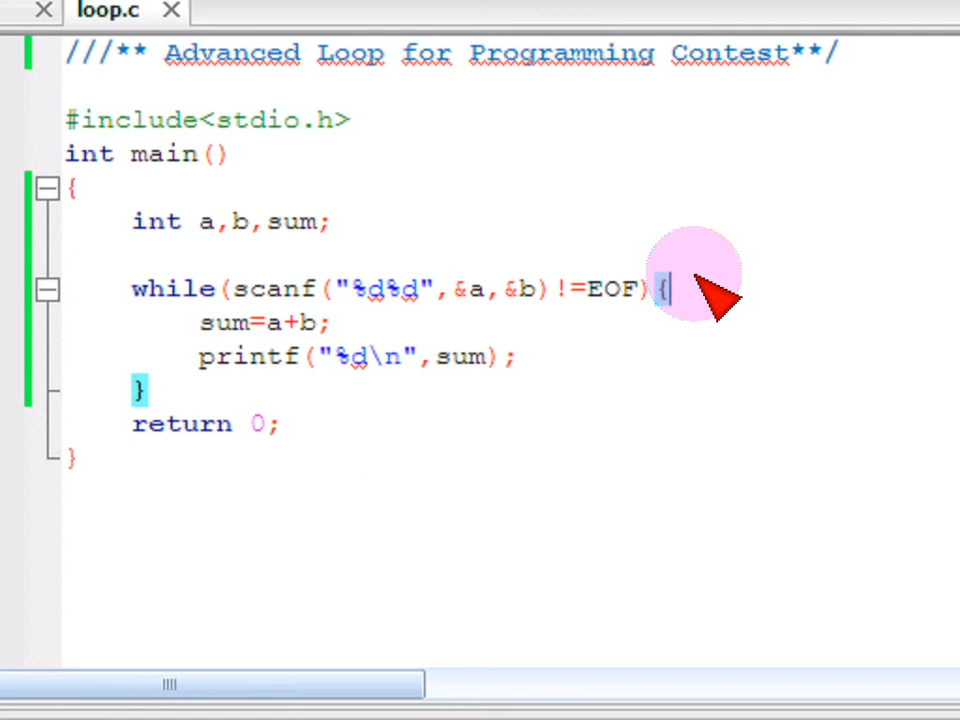 loop.c
///** Advanced Loop for Programming Contest**/
#include<stdio.h>
int main()
{
int a,b,sum;
while(scanf("%d%d",&a,&b)!=EOF){
sum=a+b;
printf("%d\n",sum);
}
return 0;
}